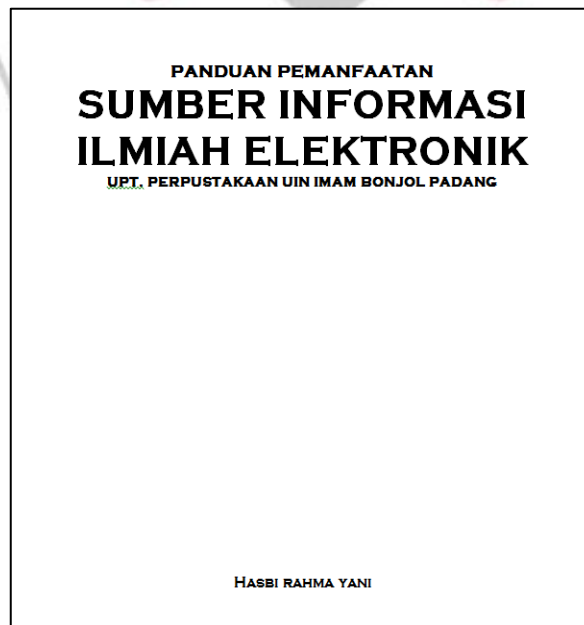 PANDUAN PEMANFAATAN
SUMBER INFORMASI
ILMIAH ELEKTRONIK
UPT. PERPUSTAKAAN UIN IMAM BONJOL PADANG
HASBI RAHMA YANI